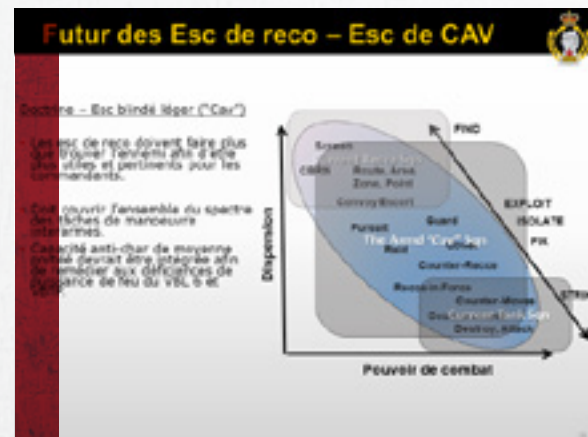 Futur des Esc de reco – Esc de CAV
Doctrine – Esc blindé léger ("Cav")
Les esc de reco doivent faire plus
que trouver l'ennemi afin d'être
plus utiles et pertinents pour les
commandants.
Doit couvrir l'ensemble du spectre
des tâches de manoeuvre
interarmes.
Capacité anti-char de moyenne
portée devrait être intégrée afin
de remédier aux déficiences de
puissance de feu du VBL 6 et
Dispersion
Pouvoir de combat
FIND
EXPLOIT
ISOLATE
FIX
STRIKE
Screen
CBRN
Route, Area
Zone, Point
Convoy Escort
Pursuit
Guard
The Armd "Cav" Sqn
Raid
Counter-Recce
Recce in Force
Counter-Moves
Current Tank Sqn
Destroy, Attack